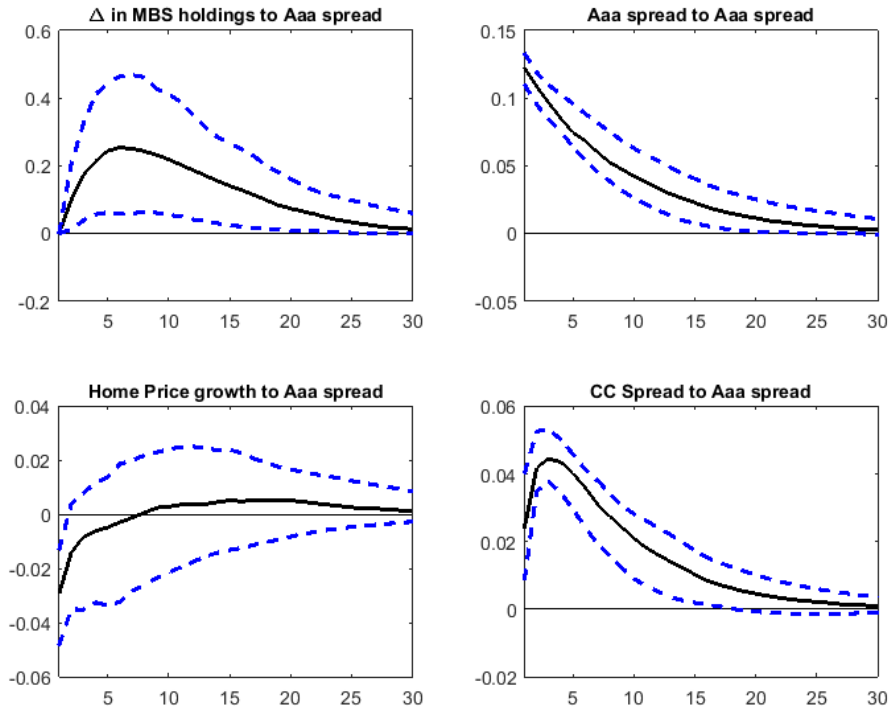 Δ in MBS holdings to Aaa spread
0.6
0.4
0.2
0
-0.2
5 10 15 20 25 30
Aaa spread to Aaa spread
0.15
0.1
0.05
0
-0.05
5 10 15 20 25 30
Home Price growth to Aaa spread
0.04
0.02
0
-0.02
-0.04
-0.06
5 10 15 20 25 30
CC Spread to Aaa spread
0.06
0.04
0.02
0
-0.02
5 10 15 20 25 30